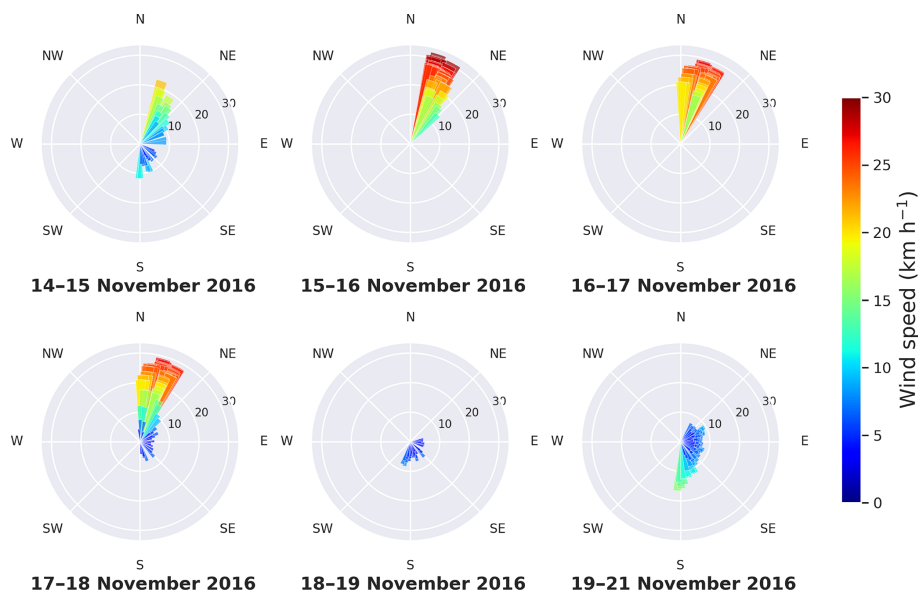 N N N
NW NE NW NE NW NE
10 20 30 10 20 30 10 20 30
W E W E W E
SW SE SW SE SW SE
S S S
14–15 November 2016 15–16 November 2016 16–17 November 2016
N N N
NW NE NW NE NW NE
10 20 30 10 20 30 10 20 30
W E W E W E
SW SE SW SE SW SE
S S S
17–18 November 2016 18–19 November 2016 19–21 November 2016
30
25
20
15
10
5
0
Wind speed (km h⁻¹)